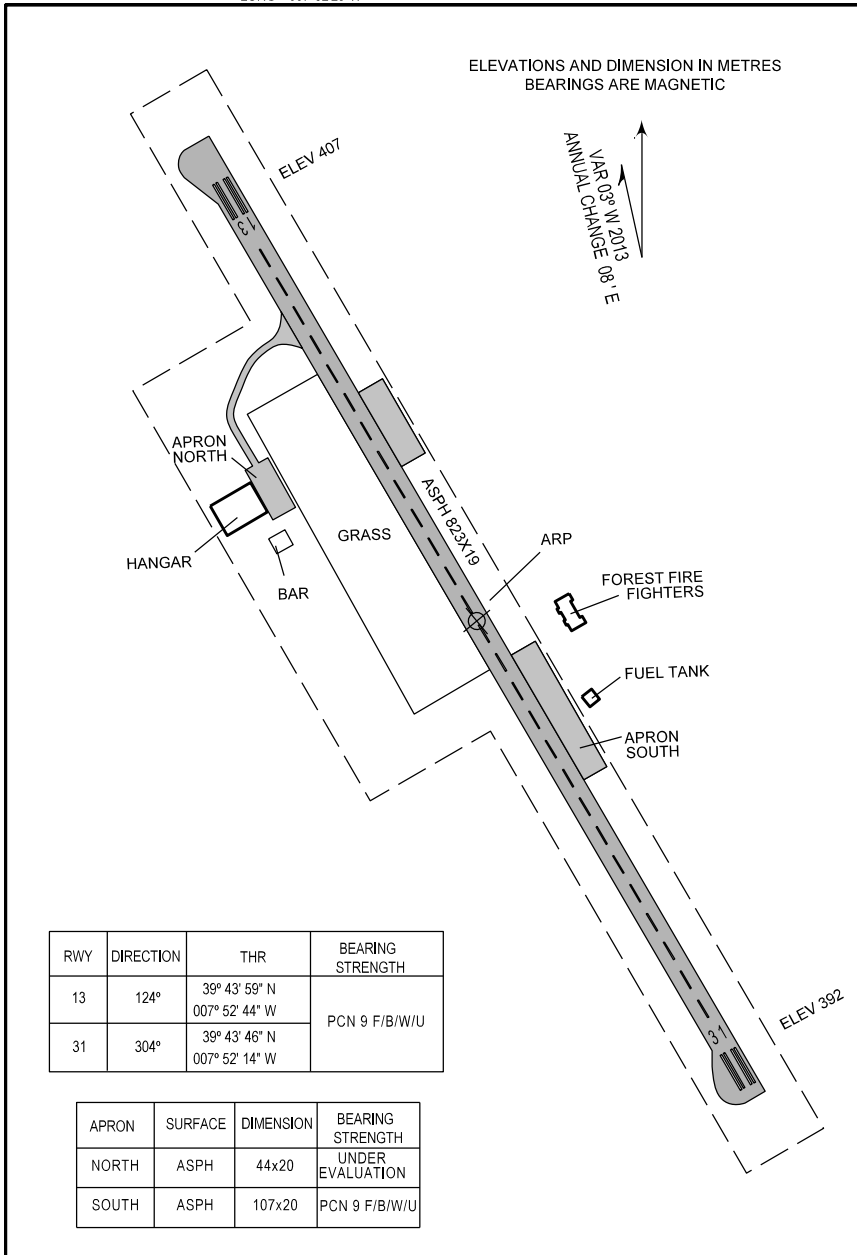 ELEVATIONS AND DIMENSION IN METRES
BEARINGS ARE MAGNETIC
VAR 03º W 2013
ANNUAL CHANGE 08 ' E
ELEV 407
13
APRON
NORTH
ASPH 823X19
GRASS
ARP
HANGAR
BAR
FOREST FIRE
FIGHTERS
FUEL TANK
APRON
SOUTH
31
ELEV 392
RWY DIRECTION THR BEARING
STRENGTH
13 124º 39º 43' 59" N
007º 52' 44" W
PCN 9 F/B/W/U
31 304º 39º 43' 46" N
007º 52' 14" W
APRON SURFACE DIMENSION BEARING
STRENGTH
NORTH ASPH 44x20 UNDER
EVALUATION
SOUTH ASPH 107x20 PCN 9 F/B/W/U